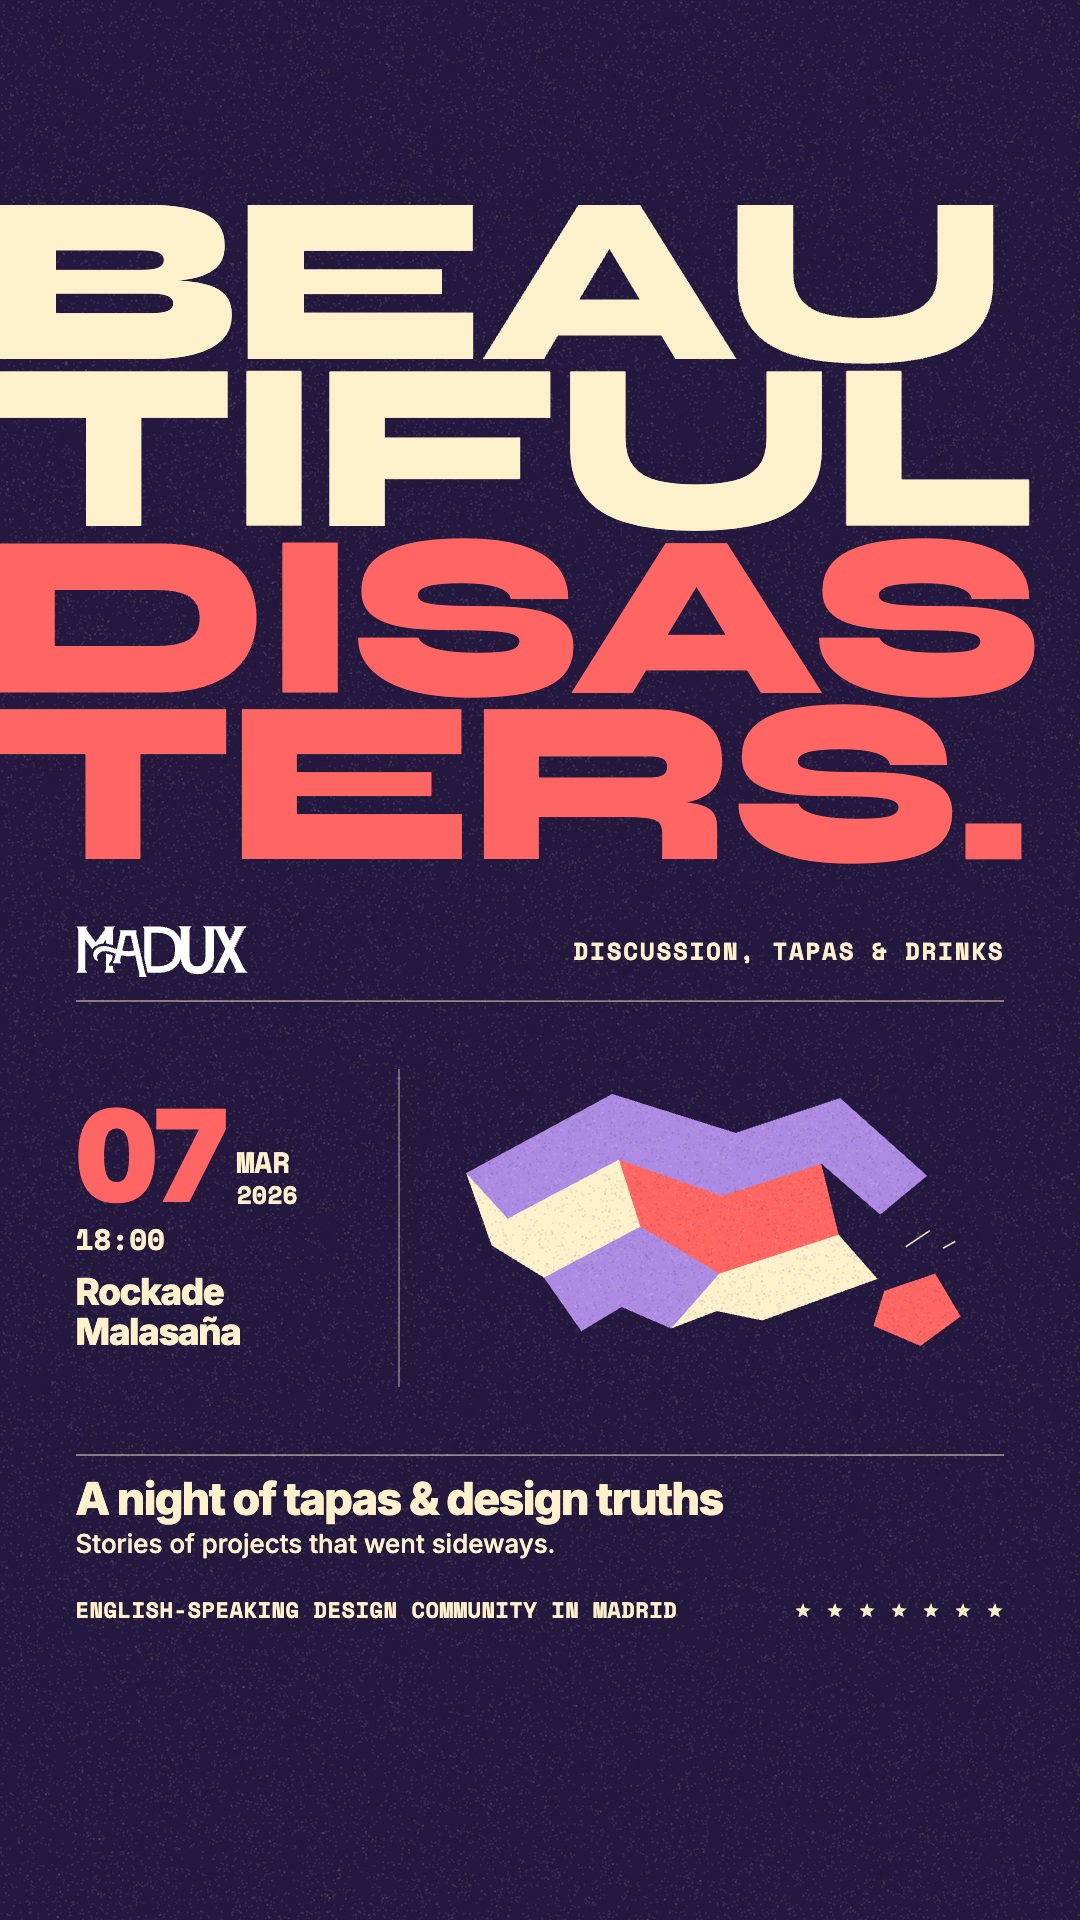 BEAU
TIFUL
DISAS
TERS.
MADUX
DISCUSSION, TAPAS & DRINKS
07
MAR
2026
18:00
Rockade
Malasaña
A night of tapas & design truths
Stories of projects that went sideways.
ENGLISH-SPEAKING DESIGN COMMUNITY IN MADRID